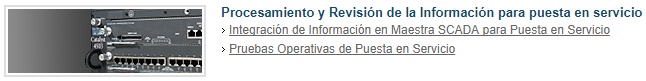 Procesamiento y Revisión de la Información para puesta en servicio
› Integración de Información en Maestra SCADA para Puesta en Servicio
› Pruebas Operativas de Puesta en Servicio
Catalyst